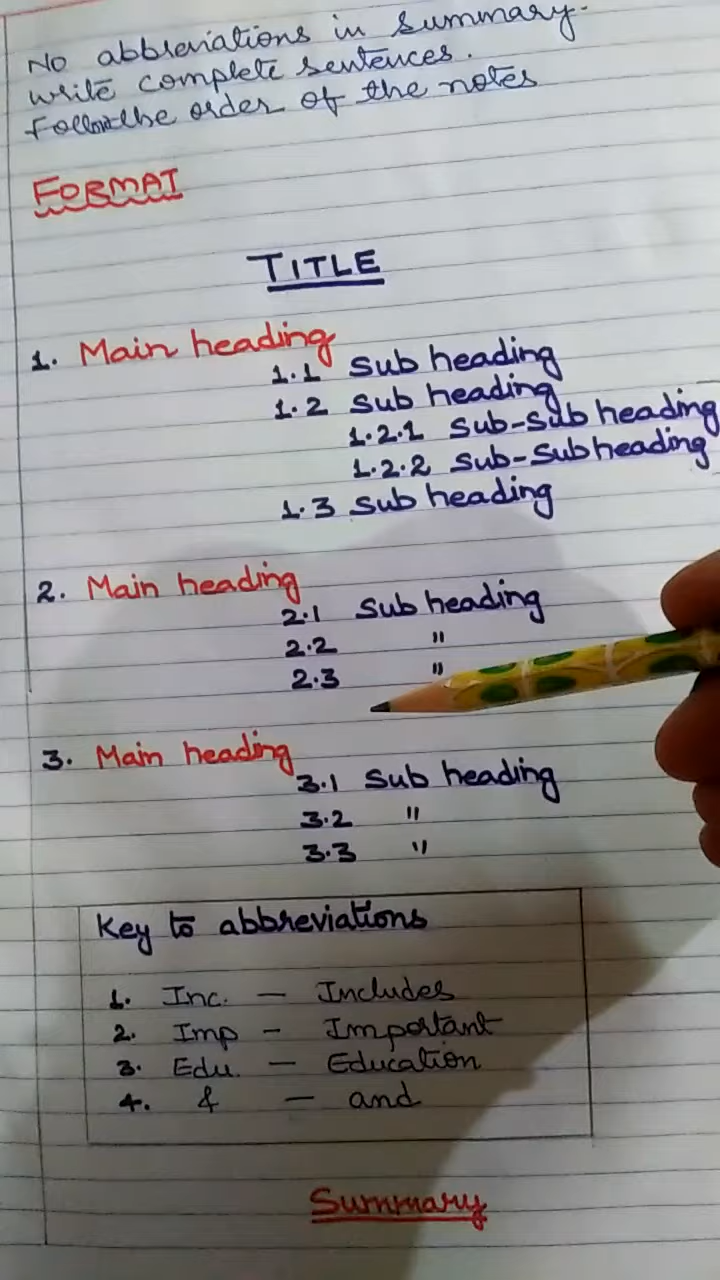 No abbreviations in summary.
write complete sentences.
Follow the order of the notes
FORMAT
TITLE
1. Main heading
1.1 Sub heading
1.2 Sub heading
1.2.1 Sub-sub heading
1.2.2 Sub-sub heading
1.3 Sub heading
2. Main heading
2.1 Sub heading
2.2 "
2.3 "
3. Main heading
3.1 Sub heading
3.2 "
3.3 "
Key to abbreviations
1. Inc. - Includes
2. Imp - Important
3. Edu. - Education
4. & - and
Summary